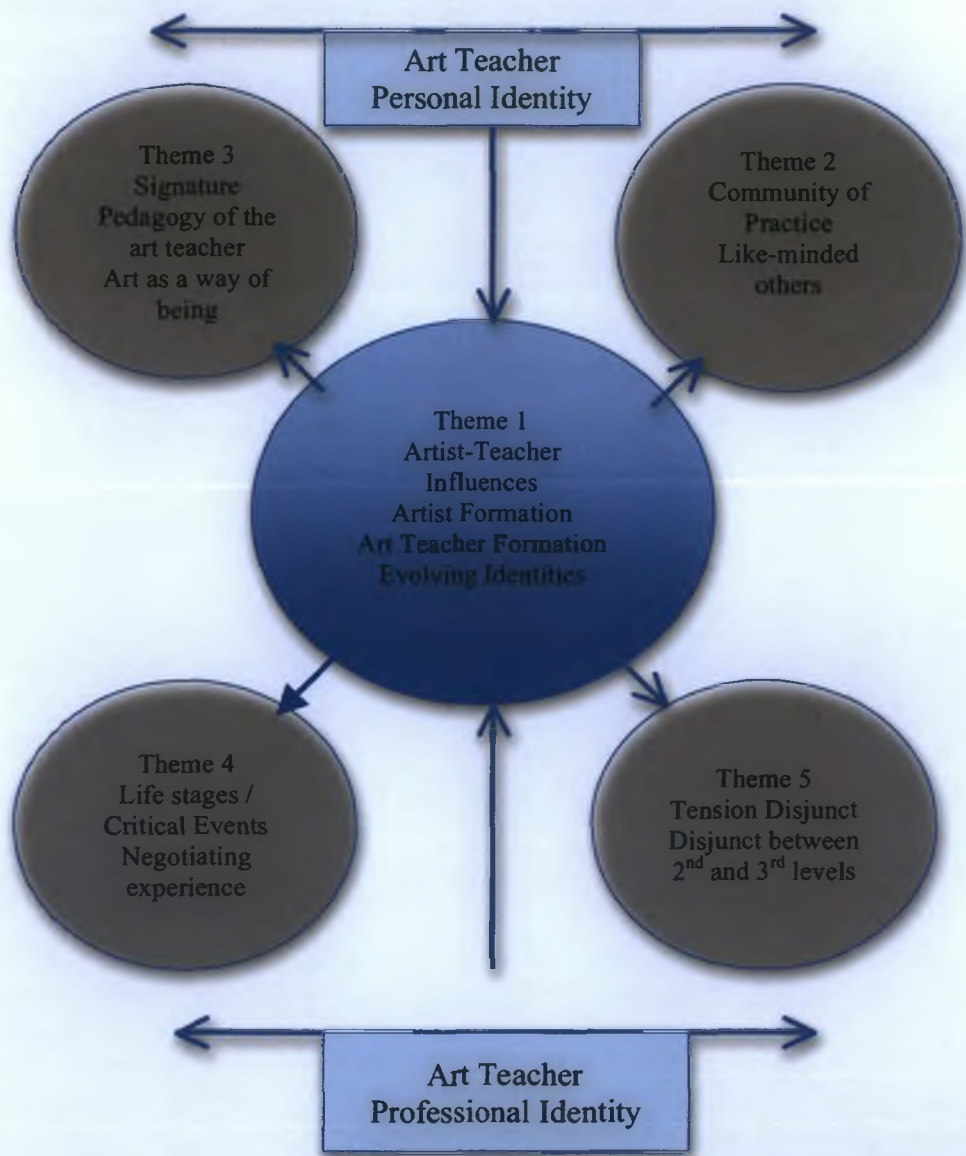 Art Teacher
Personal Identity
Theme 3
Signature
Pedagogy of the
art teacher
Art as a way of
being
Theme 2
Community of
Practice
Like-minded
others
Theme 1
Artist-Teacher
Influences
Artist Formation
Art Teacher Formation
Evolving Identities
Theme 4
Life stages /
Critical Events
Negotiating
experience
Theme 5
Tension Disjunct
Disjunct between
2nd and 3rd levels
Art Teacher
Professional Identity